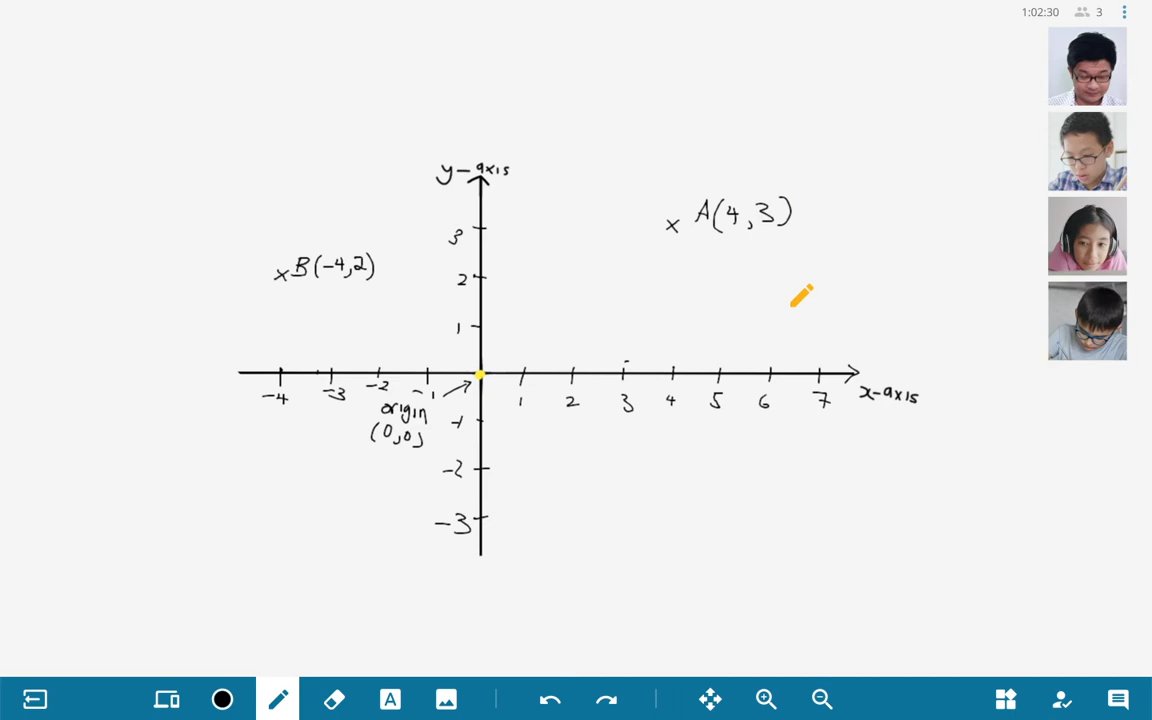 1:02:30 3
y-axis
A(4,3)
3
B(-4,2)
2
1
-4 -3 -2 -1 1 2 3 4 5 6 7 x-axis
origin
(0,0)
-1
-2
-3
A